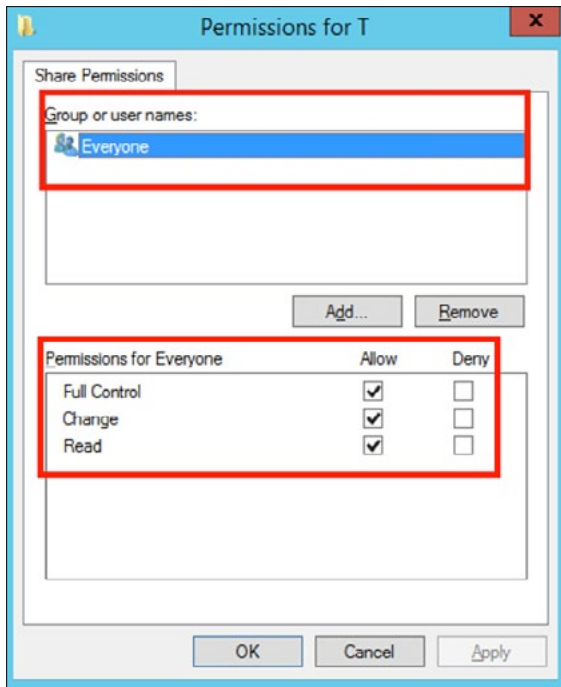 Permissions for T
X
Share Permissions
Group or user names:
Everyone
Add... Remove
Permissions for Everyone Allow Deny
Full Control
Change
Read
OK Cancel Apply